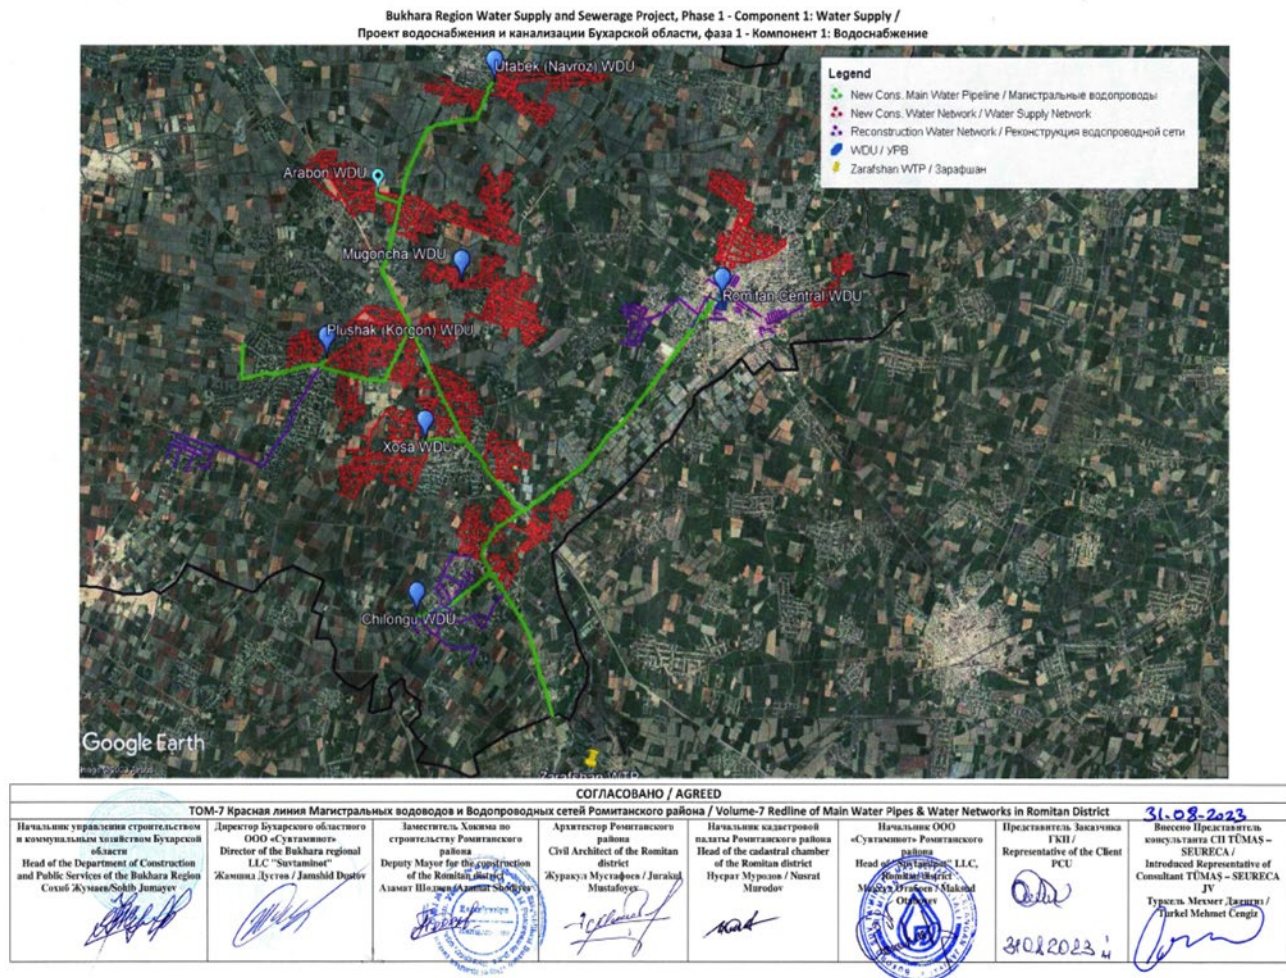 Bukhara Region Water Supply and Sewerage Project, Phase 1 - Component 1: Water Supply /
Проект водоснабжения и канализации Бухарской области, фаза 1 - Компонент 1: Водоснабжение
Legend
New Cons. Main Water Pipeline / Магистральные водопроводы
New Cons. Water Network / Water Supply Network
Reconstruction Water Network / Реконструкция водопроводной сети
WDU / УРВ
Zarafshan WTP / Зарафшан
Utabek (Navroz) WDU
Arabon WDU
Mugoncha WDU
Romitan Central WDU
Plushak (Korgon) WDU
Xosa WDU
Chilongu WDU
Zarafshan WTP
Google Earth
СОГЛАСОВАНО / AGREED
ТОМ-7 Красная линия Магистральных водоводов и Водопроводных сетей Ромитанского района / Volume-7 Redline of Main Water Pipes & Water Networks in Romitan District
31-08-2023
Начальник управления строительством
и коммунальным хозяйством Бухарской
области
Head of the Department of Construction
and Public Services of the Bukhara Region
Сохиб Жумаев/Sohib Jumayev
Директор Бухарского областного
ООО «Сувтаминот»
Director of the Bukhara regional
LLC "Suvtaminot"
Жамшид Дустов / Jamshid Dustov
Заместитель Хокима по
строительству Ромитанского
района
Deputy Mayor for the construction
of the Romitan district
Азамат
Архитектор Ромитанского
района
Civil Architect of the Romitan
district
Журакул Мустафоев / Jurakul
Mustafoyev
Начальник кадастровой
палаты Ромитанского района
Head of the cadastral chamber
of the Romitan district
Нусрат Муродов / Nusrat
Murodov
Начальник ООО
«Сувтаминот» Ромитанского
района
Head of "Suvtaminot" LLC,
Romitan district
Представитель Заказчика
ГКП /
Representative of the Client
PCU
Внесено Представитель
консультанта СП TÜMAŞ –
SEURECA /
Introduced Representative of
Consultant TÜMAŞ – SEURECA
JV
Туркель Мехмет Дженгиз /
Turkel Mehmet Cengiz